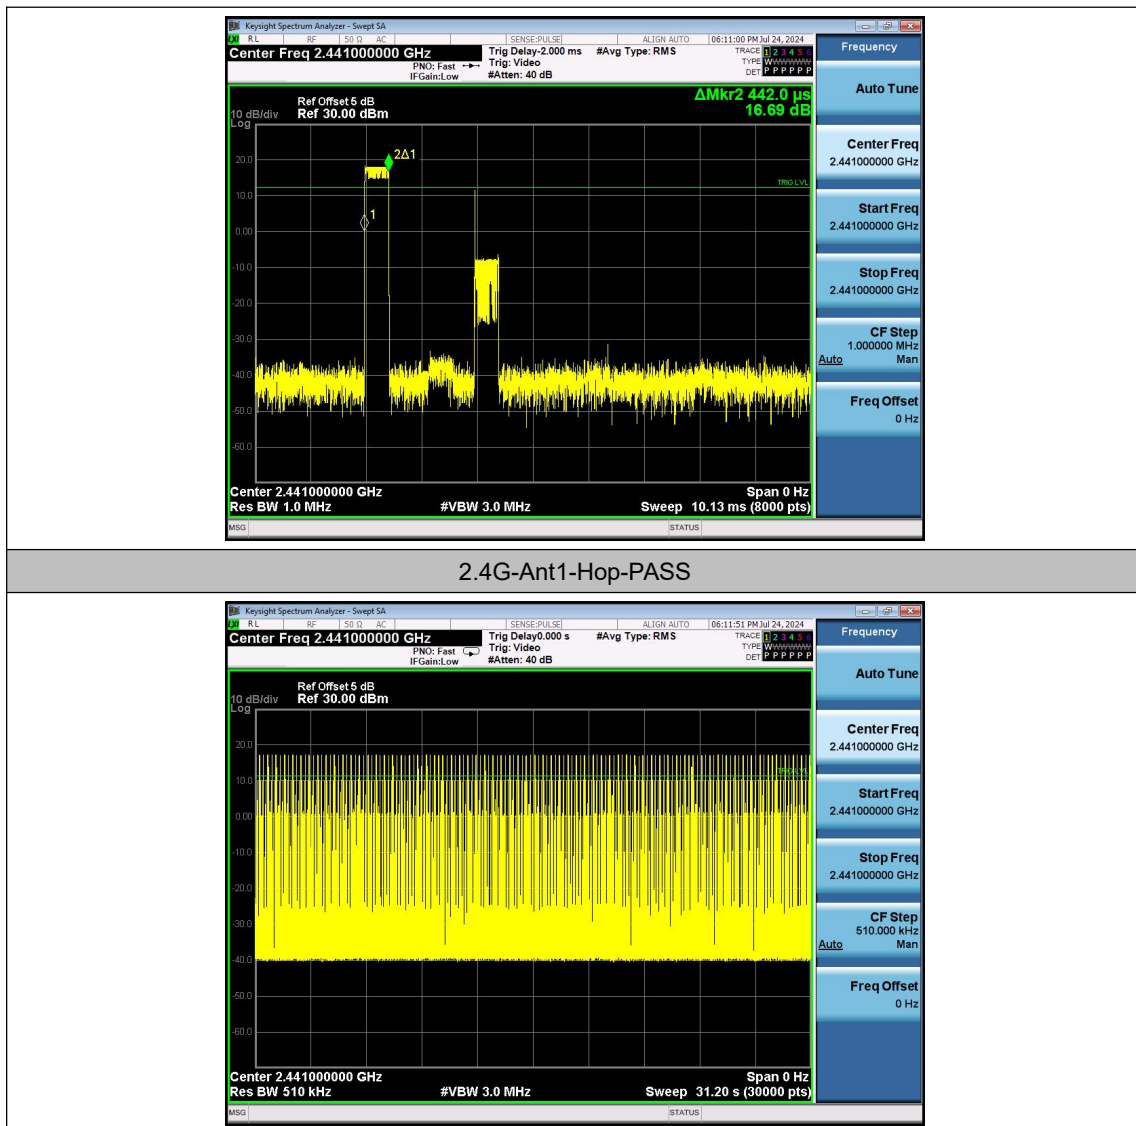 Keysight Spectrum Analyzer - Swept SA
RL RF 50 Ω AC SENSE:PULSE ALIGN AUTO 06:11:00 PM Jul 24, 2024
Center Freq 2.441000000 GHz
Trig Delay-2.000 ms #Avg Type: RMS TRACE 1 2 3 4 5 6
PNO: Fast Trig: Video TYPE W
IFGain:Low #Atten: 40 dB DET P P P P P P
Frequency
Auto Tune
ΔMkr2 442.0 µs
16.69 dB
Ref Offset 5 dB
10 dB/div Ref 30.00 dBm
Log
20.0
10.0
0.00
-10.0
-20.0
-30.0
-40.0
-50.0
-60.0
2Δ1
1
TRIG LVL
Center Freq
2.441000000 GHz
Start Freq
2.441000000 GHz
Stop Freq
2.441000000 GHz
CF Step
1.000000 MHz
Auto Man
Freq Offset
0 Hz
Center 2.441000000 GHz Span 0 Hz
Res BW 1.0 MHz #VBW 3.0 MHz Sweep 10.13 ms (8000 pts)
MSG STATUS
2.4G-Ant1-Hop-PASS
Keysight Spectrum Analyzer - Swept SA
RL RF 50 Ω AC SENSE:PULSE ALIGN AUTO 06:11:51 PM Jul 24, 2024
Center Freq 2.441000000 GHz
Trig Delay0.000 s #Avg Type: RMS TRACE 1 2 3 4 5 6
PNO: Fast Trig: Video TYPE W
IFGain:Low #Atten: 40 dB DET P P P P P P
Frequency
Auto Tune
Ref Offset 5 dB
10 dB/div Ref 30.00 dBm
Log
20.0
10.0
0.00
-10.0
-20.0
-30.0
-40.0
-50.0
-60.0
TRIG LVL
Center Freq
2.441000000 GHz
Start Freq
2.441000000 GHz
Stop Freq
2.441000000 GHz
CF Step
510.000 kHz
Auto Man
Freq Offset
0 Hz
Center 2.441000000 GHz Span 0 Hz
Res BW 510 kHz #VBW 3.0 MHz Sweep 31.20 s (30000 pts)
MSG STATUS